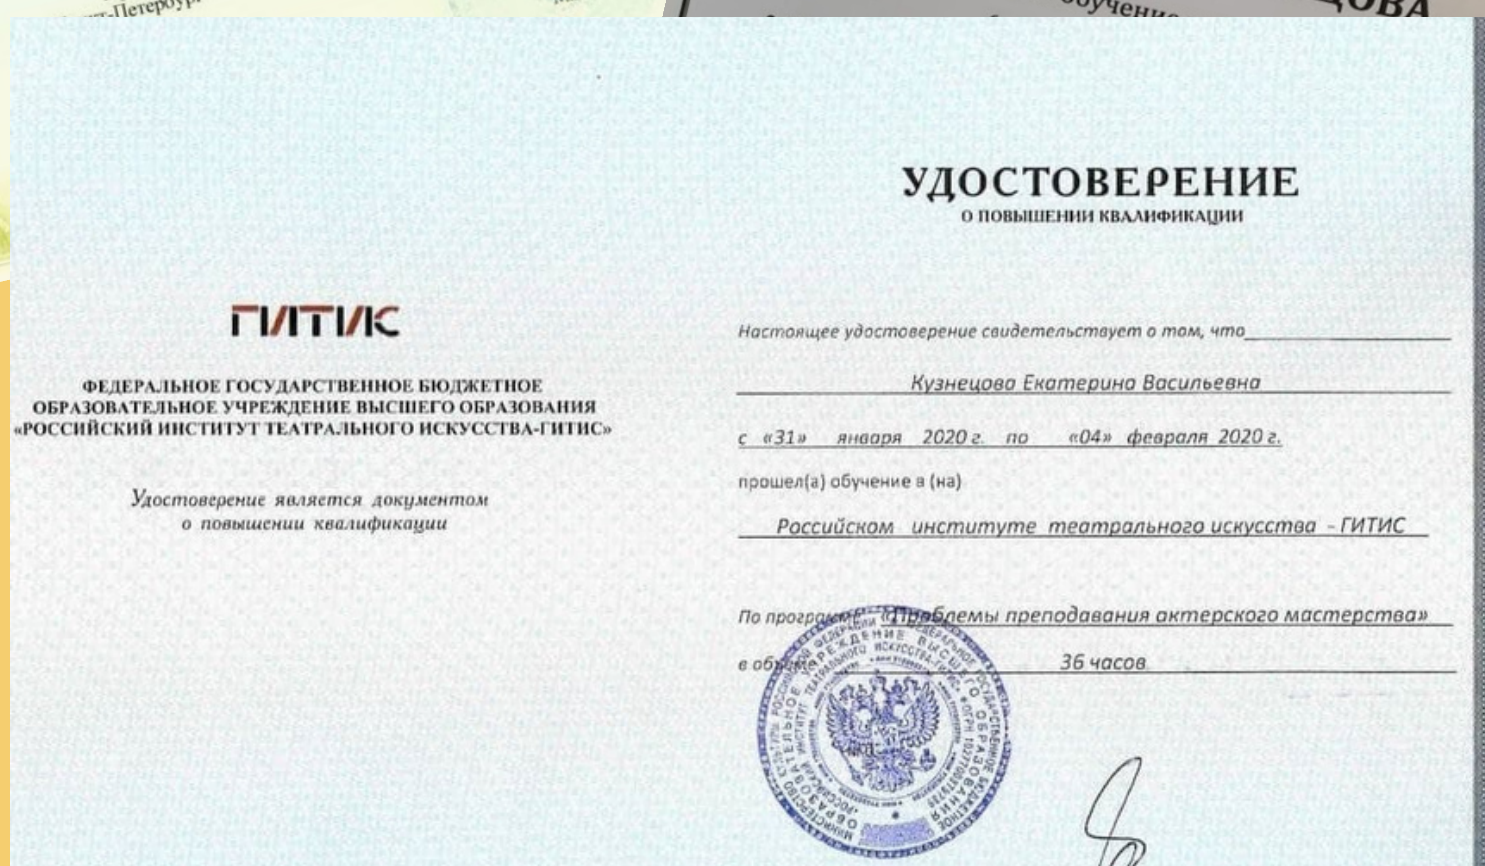 обучение
ГИТИС
ФЕДЕРАЛЬНОЕ ГОСУДАРСТВЕННОЕ БЮДЖЕТНОЕ
ОБРАЗОВАТЕЛЬНОЕ УЧРЕЖДЕНИЕ ВЫСШЕГО ОБРАЗОВАНИЯ
«РОССИЙСКИЙ ИНСТИТУТ ТЕАТРАЛЬНОГО ИСКУССТВА-ГИТИС»
Удостоверение является документом
о повышении квалификации
УДОСТОВЕРЕНИЕ
О ПОВЫШЕНИИ КВАЛИФИКАЦИИ
Настоящее удостоверение свидетельствует о том, что
Кузнецова Екатерина Васильевна
с «31» января 2020 г. по «04» февраля 2020 г.
прошел(а) обучение в (на)
Российском институте театрального искусства - ГИТИС
По программе «Проблемы преподавания актерского мастерства»
в объеме 36 часов